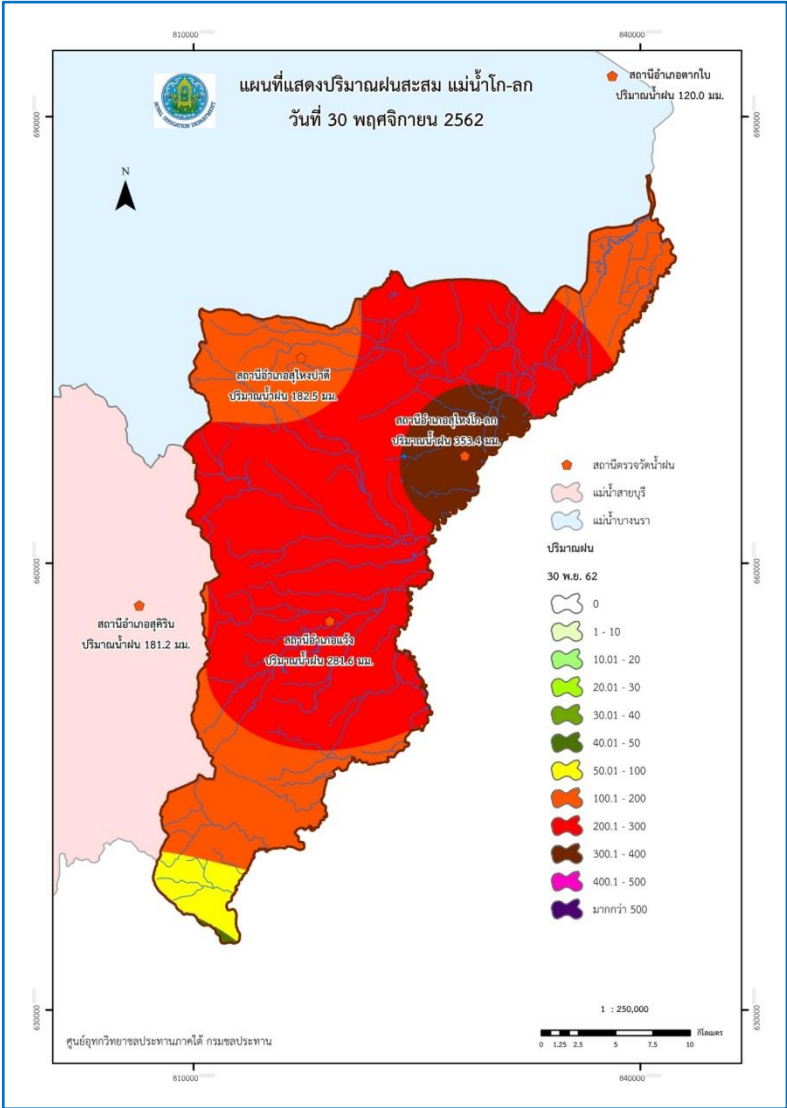 810000
840000
แผนที่แสดงปริมาณฝนสะสม แม่น้ำโก-ลก
วันที่ 30 พฤศจิกายน 2562
ROYAL IRRIGATION DEPARTMENT
สถานีอำเภอตากใบ
ปริมาณน้ำฝน 120.0 มม.
690000
690000
N
สถานีอำเภอสุไหงปาดี
ปริมาณน้ำฝน 182.5 มม.
สถานีอำเภอสุไหงโก-ลก
ปริมาณน้ำฝน 353.4 มม.
สถานีตรวจวัดน้ำฝน
แม่น้ำสายบุรี
แม่น้ำบางนรา
ปริมาณฝน
660000
660000
30 พ.ย. 62
0
1 - 10
10.01 - 20
20.01 - 30
30.01 - 40
40.01 - 50
50.01 - 100
100.1 - 200
200.1 - 300
300.1 - 400
400.1 - 500
มากกว่า 500
สถานีอำเภอสุคิริน
ปริมาณน้ำฝน 181.2 มม.
สถานีอำเภอแว้ง
ปริมาณน้ำฝน 281.6 มม.
630000
630000
1 : 250,000
กิโลเมตร
0 1.25 2.5 5 7.5 10
ศูนย์อุทกวิทยาชลประทานภาคใต้ กรมชลประทาน
810000
840000